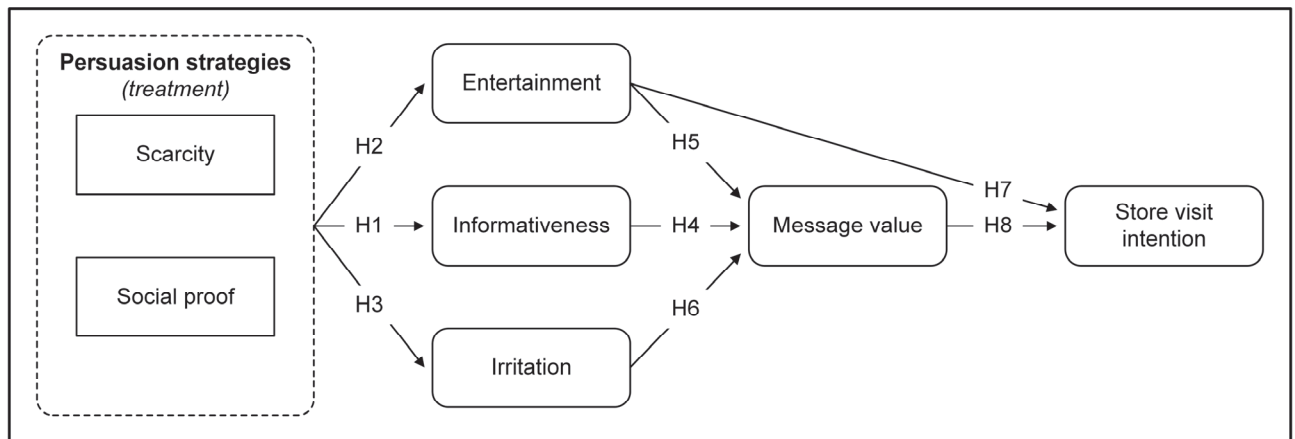 Persuasion strategies
(treatment)
Scarcity
Social proof
H2
H1
H3
Entertainment
Informativeness
Irritation
H5
H4
H6
Message value
H7
H8
Store visit
intention